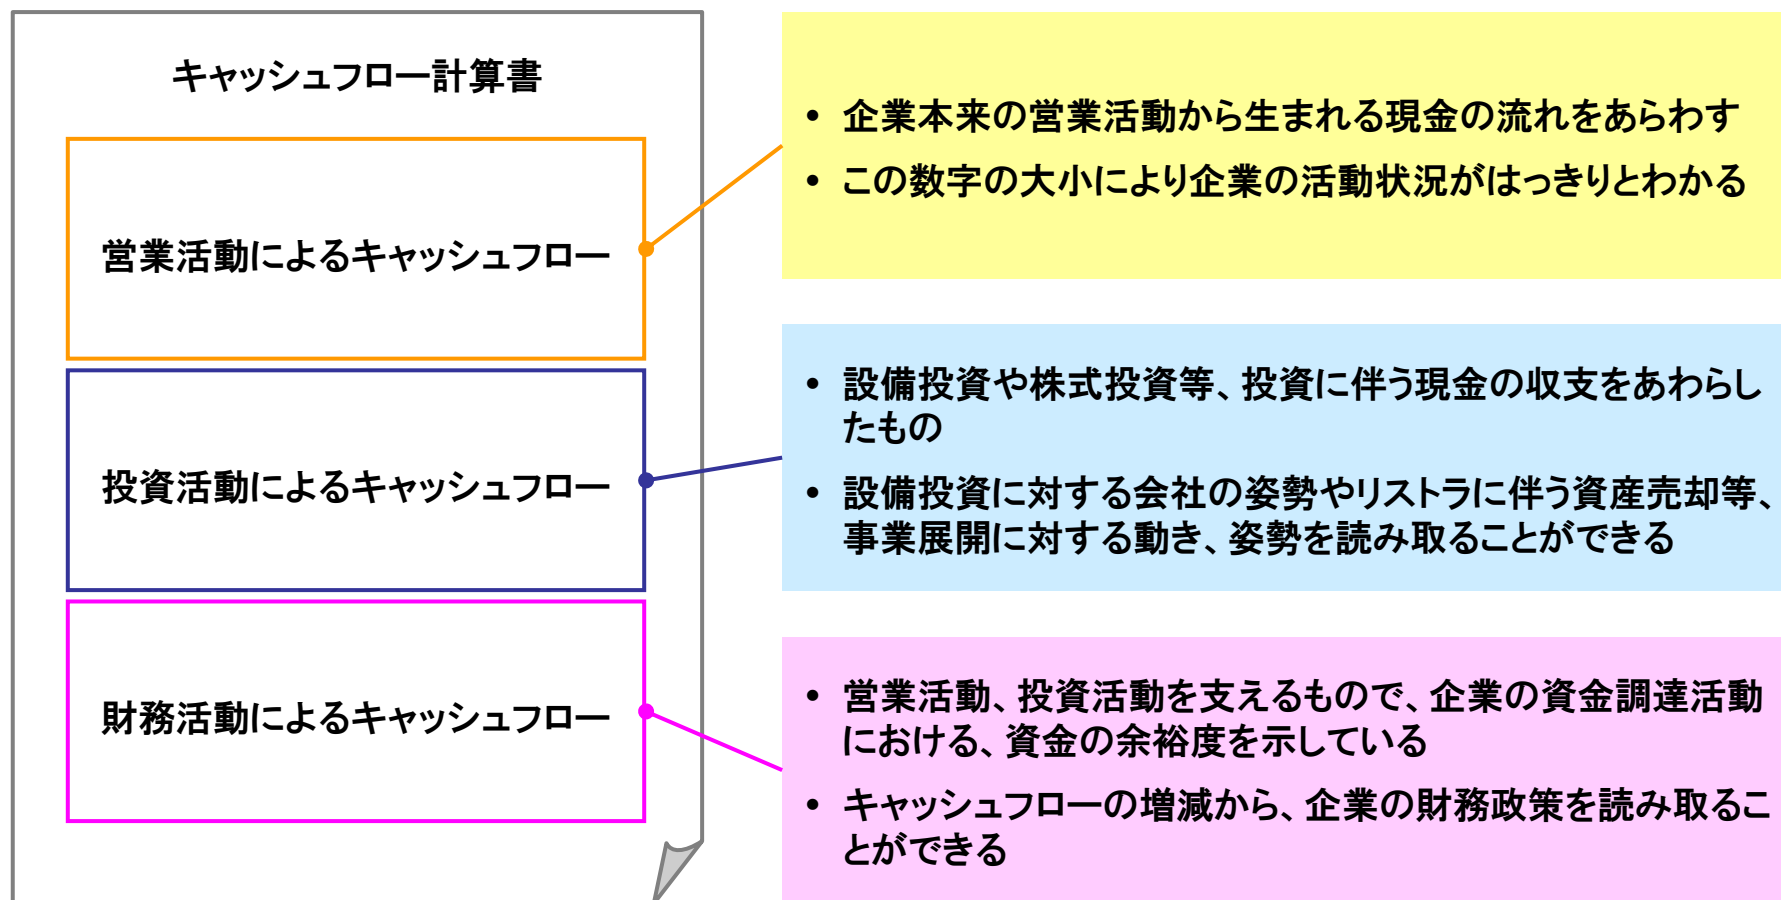 キャッシュフロー計算書
営業活動によるキャッシュフロー
• 企業本来の営業活動から生まれる現金の流れをあらわす
• この数字の大小により企業の活動状況がはっきりとわかる
投資活動によるキャッシュフロー
• 設備投資や株式投資等、投資に伴う現金の収支をあわらし
たもの
• 設備投資に対する会社の姿勢やリストラに伴う資産売却等、
事業展開に対する動き、姿勢を読み取ることができる
財務活動によるキャッシュフロー
• 営業活動、投資活動を支えるもので、企業の資金調達活動
における、資金の余裕度を示している
• キャッシュフローの増減から、企業の財務政策を読み取るこ
とができる